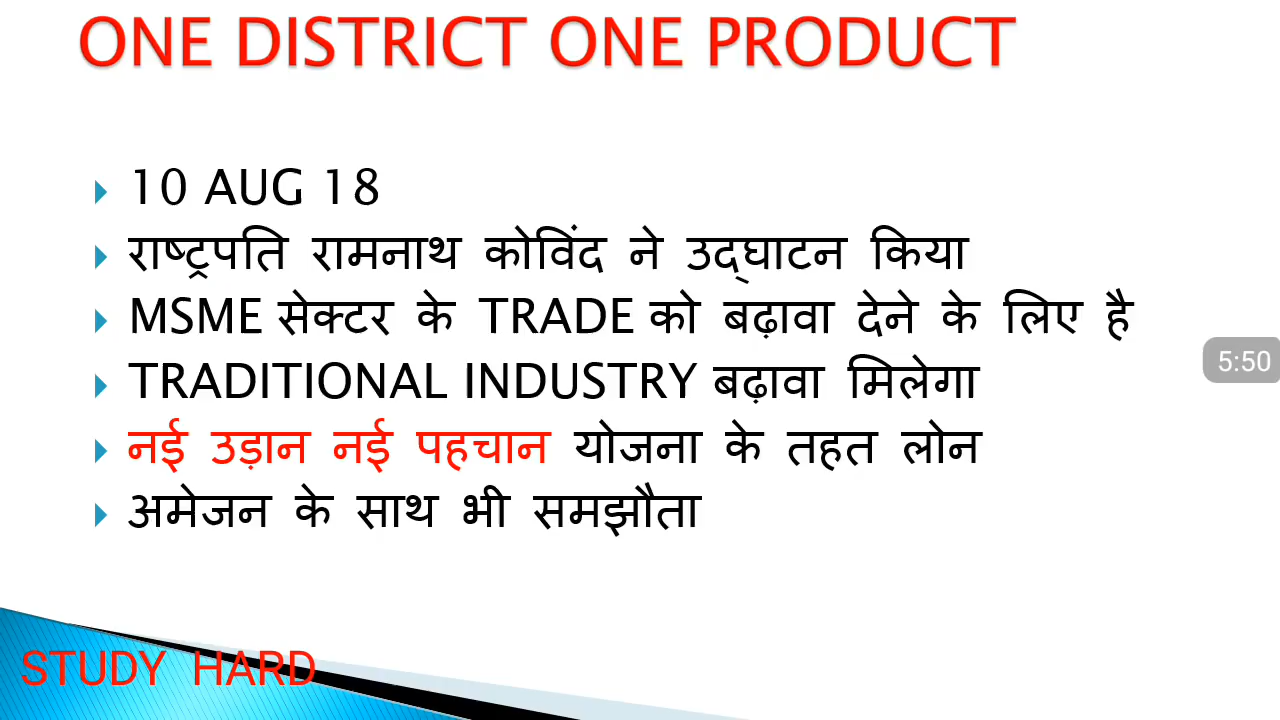 ONE DISTRICT ONE PRODUCT
10 AUG 18
राष्ट्रपति रामनाथ कोविंद ने उद्घाटन किया
MSME सेक्टर के TRADE को बढ़ावा देने के लिए है
5:50
TRADITIONAL INDUSTRY बढ़ावा मिलेगा
नई उड़ान नई पहचान योजना के तहत लोन
अमेजन के साथ भी समझौता
STUDY HARD